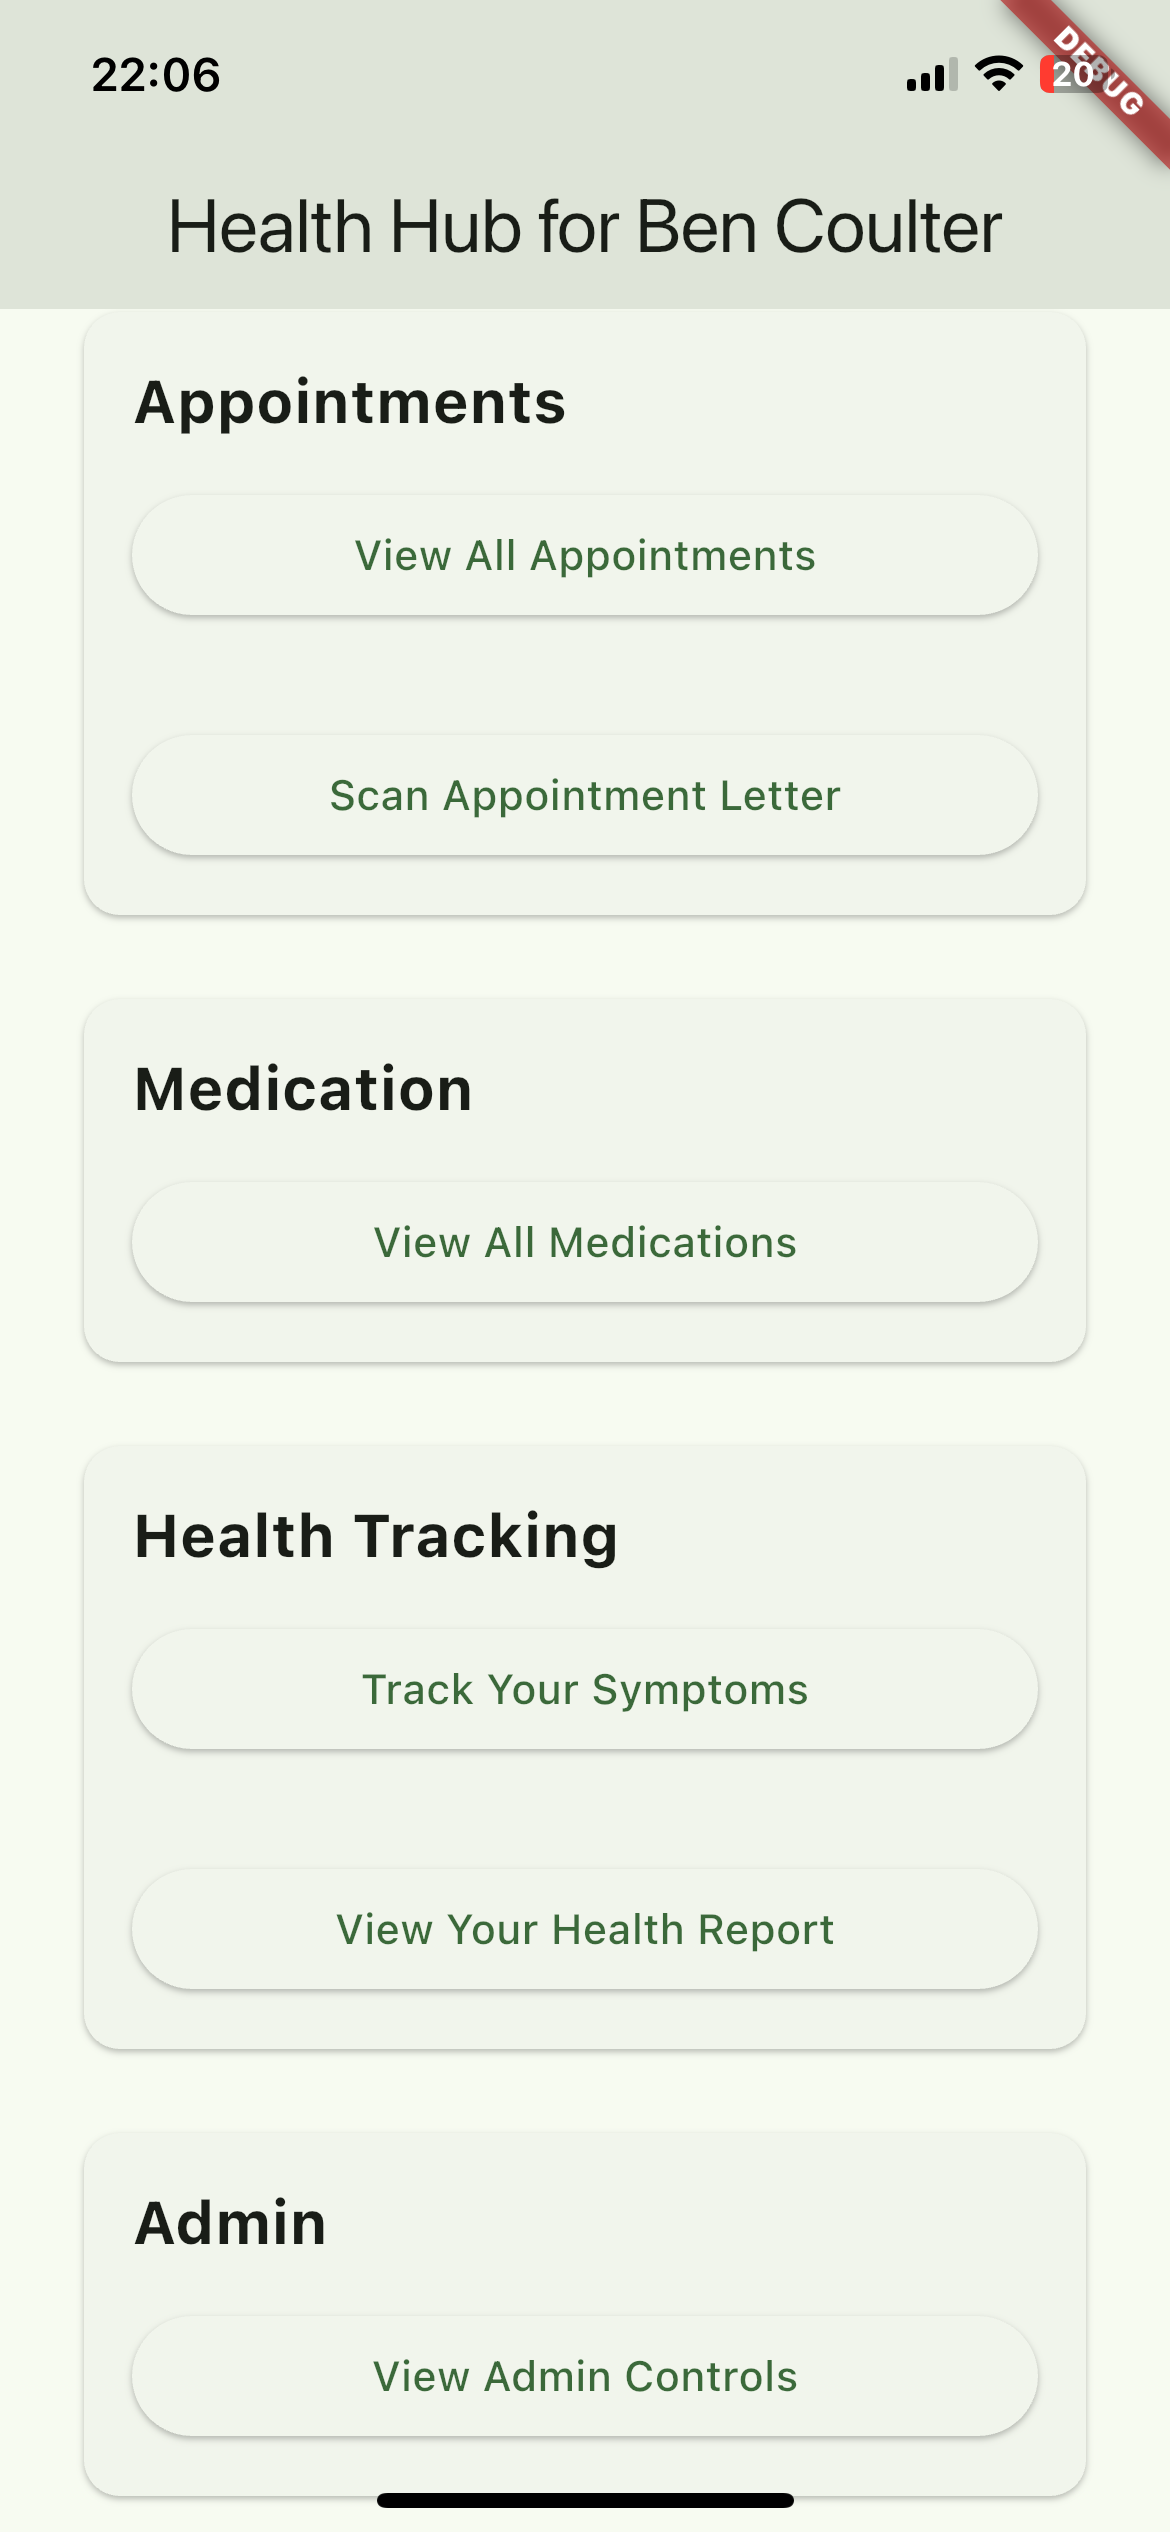 22:06
20
DEBUG
Health Hub for Ben Coulter
Appointments
View All Appointments
Scan Appointment Letter
Medication
View All Medications
Health Tracking
Track Your Symptoms
View Your Health Report
Admin
View Admin Controls